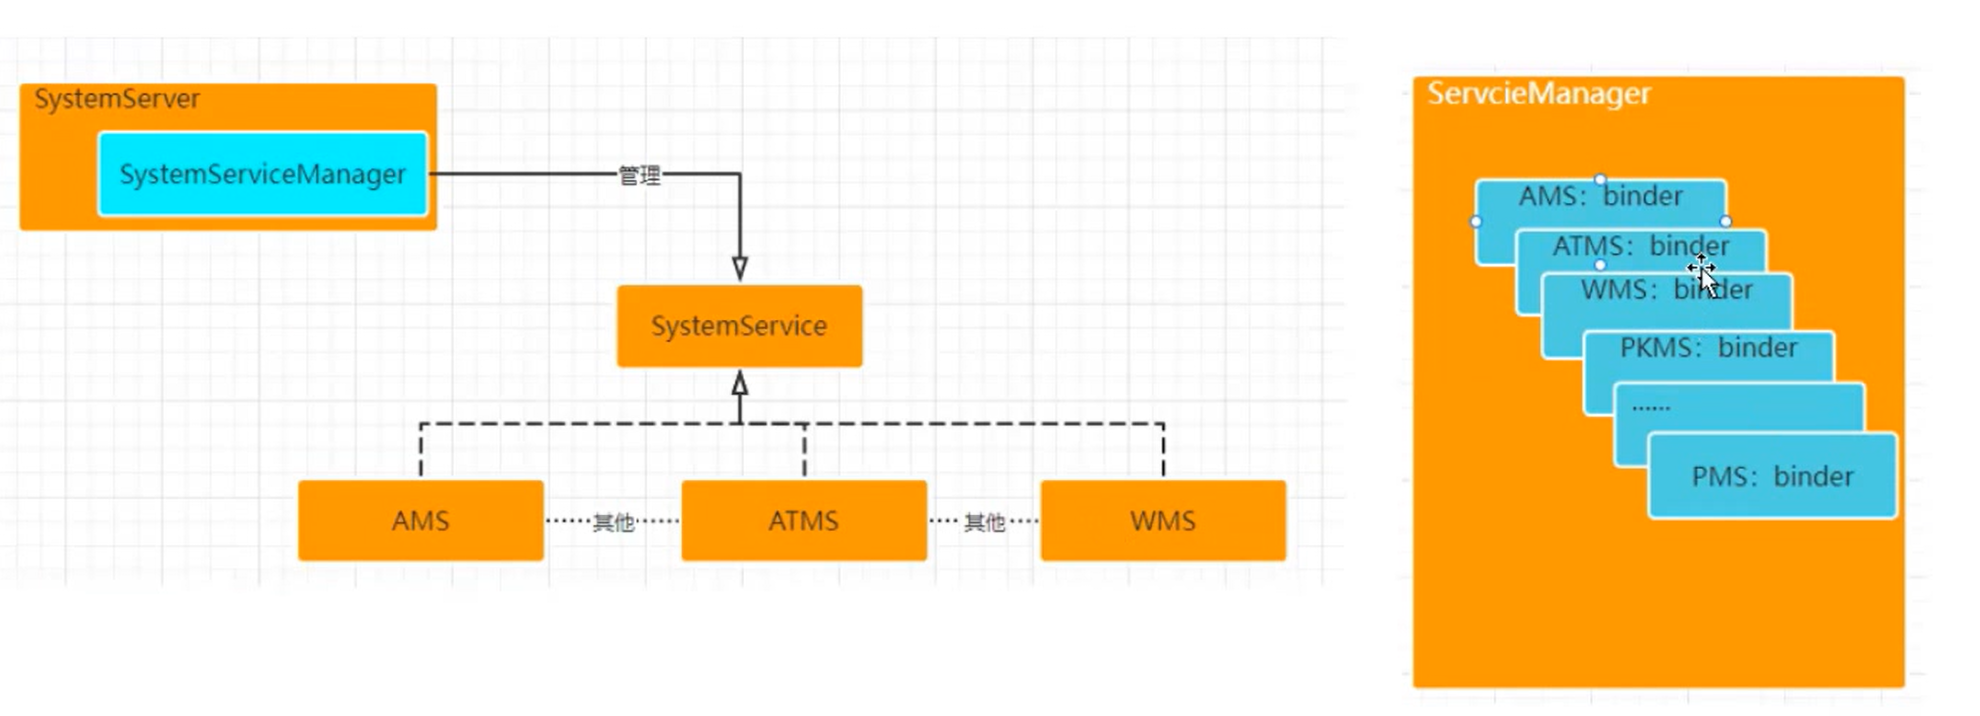 SystemServer
SystemServiceManager
管理
SystemService
AMS
其他
ATMS
其他
WMS
ServcieManager
AMS：binder
ATMS：binder
WMS：binder
PKMS：binder
......
PMS：binder